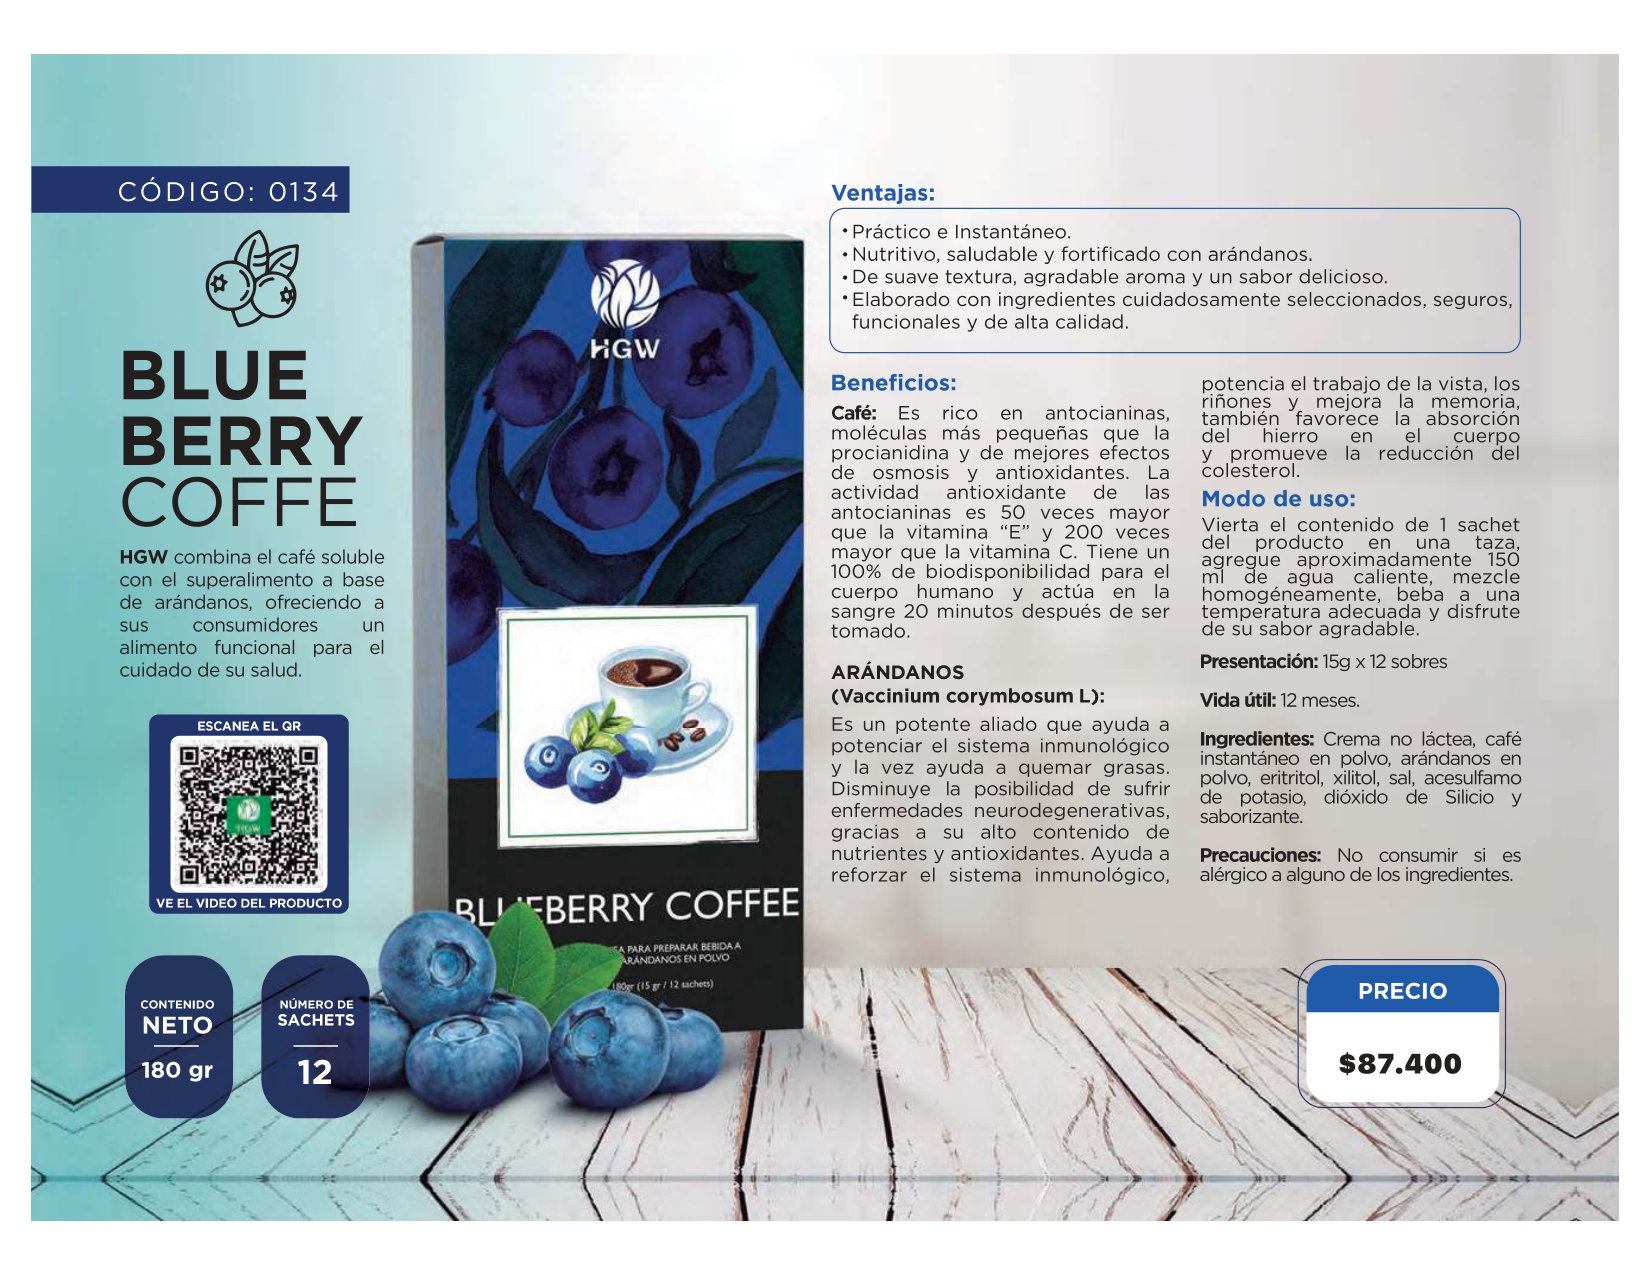 CÓDIGO: 0134
BLUE
BERRY
COFFE
HGW combina el café soluble
con el superalimento a base
de arándanos, ofreciendo a
sus consumidores un
alimento funcional para el
cuidado de su salud.
ESCANEA EL QR
HGW
VE EL VIDEO DEL PRODUCTO
CONTENIDO
NETO
180 gr
NÚMERO DE
SACHETS
12
HGW
BLUEBERRY COFFEE
PARA PREPARAR BEBIDA A
ARÁNDANOS EN POLVO
180gr (15 gr / 12 sachets)
Ventajas:
• Práctico e Instantáneo.
• Nutritivo, saludable y fortificado con arándanos.
• De suave textura, agradable aroma y un sabor delicioso.
• Elaborado con ingredientes cuidadosamente seleccionados, seguros,
funcionales y de alta calidad.
Beneficios:
Café: Es rico en antocianinas,
moléculas más pequeñas que la
procianidina y de mejores efectos
de osmosis y antioxidantes. La
actividad antioxidante de las
antocianinas es 50 veces mayor
que la vitamina “E” y 200 veces
mayor que la vitamina C. Tiene un
100% de biodisponibilidad para el
cuerpo humano y actúa en la
sangre 20 minutos después de ser
tomado.
ARÁNDANOS
(Vaccinium corymbosum L):
Es un potente aliado que ayuda a
potenciar el sistema inmunológico
y la vez ayuda a quemar grasas.
Disminuye la posibilidad de sufrir
enfermedades neurodegenerativas,
gracias a su alto contenido de
nutrientes y antioxidantes. Ayuda a
reforzar el sistema inmunológico,
potencia el trabajo de la vista, los
riñones y mejora la memoria,
también favorece la absorción
del hierro en el cuerpo
y promueve la reducción del
colesterol.
Modo de uso:
Vierta el contenido de 1 sachet
del producto en una taza,
agregue aproximadamente 150
ml de agua caliente, mezcle
homogéneamente, beba a una
temperatura adecuada y disfrute
de su sabor agradable.
Presentación: 15g x 12 sobres
Vida útil: 12 meses.
Ingredientes: Crema no láctea, café
instantáneo en polvo, arándanos en
polvo, eritritol, xilitol, sal, acesulfamo
de potasio, dióxido de Silicio y
saborizante.
Precauciones: No consumir si es
alérgico a alguno de los ingredientes.
PRECIO
$87.400